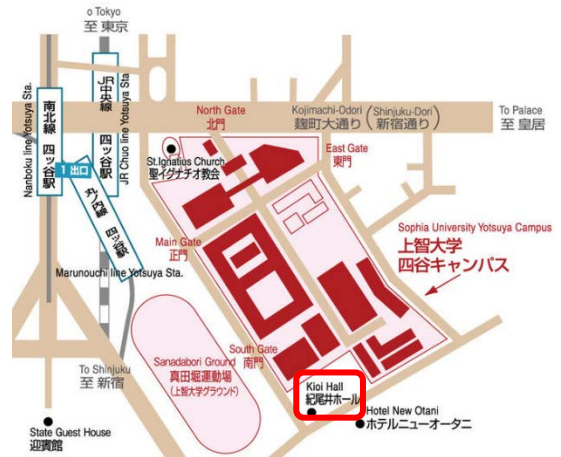 o Tokyo
至 東京
南北線 四ッ谷駅
Nanboku line Yotsuya Sta.
JR中央線 四ッ谷駅
JR Chuo line Yotsuya Sta
1 出口
丸ノ内線 四ッ谷駅
Marunouchi line Yotsuya Sta.
North Gate
北門
Kojimachi-Odori (Shinjuku-Dori)
麹町大通り(新宿通り)
To Palace
至 皇居
St.Ignatius Church
聖イグナチオ教会
East Gate
東門
Sophia University Yotsuya Campus
上智大学
四谷キャンパス
Main Gate
正門
South Gate
南門
Sanadabori Ground
真田堀運動場
(上智大学グラウンド)
To Shinjuku
至 新宿
Kioi Hall
紀尾井ホール
Hotel New Otani
ホテルニューオータニ
State Guest House
迎賓館